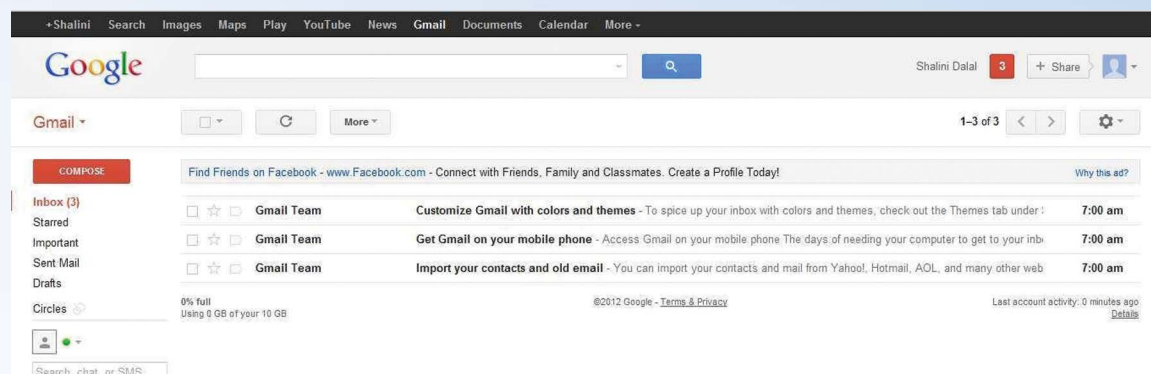 +Shalini Search Images Maps Play YouTube News Gmail Documents Calendar More
Google
Shalini Dalal 3 + Share
Gmail
More
1–3 of 3
COMPOSE
Find Friends on Facebook - www.Facebook.com - Connect with Friends, Family and Classmates. Create a Profile Today! Why this ad?
Inbox (3)
Starred
Important
Sent Mail
Drafts
Circles
Gmail Team Customize Gmail with colors and themes - To spice up your inbox with colors and themes, check out the Themes tab under 7:00 am
Gmail Team Get Gmail on your mobile phone - Access Gmail on your mobile phone The days of needing your computer to get to your inb 7:00 am
Gmail Team Import your contacts and old email - You can import your contacts and mail from Yahoo!, Hotmail, AOL, and many other web 7:00 am
0% full
Using 0 GB of your 10 GB
©2012 Google - Terms & Privacy
Last account activity: 0 minutes ago
Details
Search, chat, or SMS